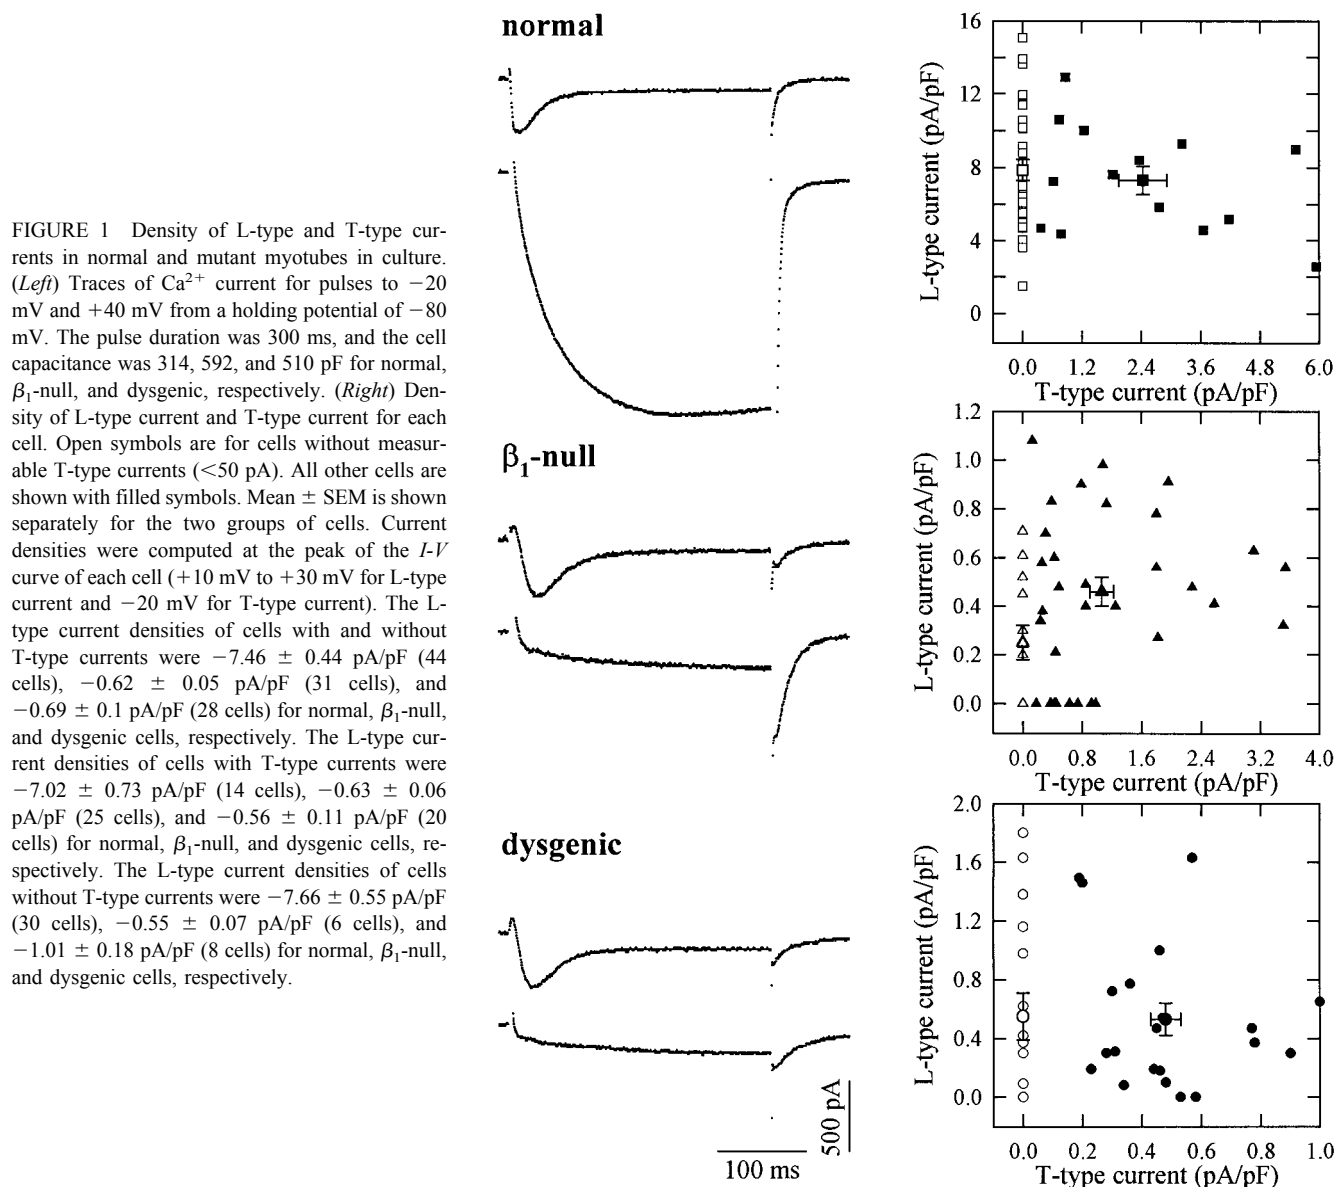 FIGURE 1 Density of L-type and T-type cur-
rents in normal and mutant myotubes in culture.
(Left) Traces of Ca2+ current for pulses to −20
mV and +40 mV from a holding potential of −80
mV. The pulse duration was 300 ms, and the cell
capacitance was 314, 592, and 510 pF for normal,
β1-null, and dysgenic, respectively. (Right) Den-
sity of L-type current and T-type current for each
cell. Open symbols are for cells without measur-
able T-type currents (<50 pA). All other cells are
shown with filled symbols. Mean ± SEM is shown
separately for the two groups of cells. Current
densities were computed at the peak of the I-V
curve of each cell (+10 mV to +30 mV for L-type
current and −20 mV for T-type current). The L-
type current densities of cells with and without
T-type currents were −7.46 ± 0.44 pA/pF (44
cells), −0.62 ± 0.05 pA/pF (31 cells), and
−0.69 ± 0.1 pA/pF (28 cells) for normal, β1-null,
and dysgenic cells, respectively. The L-type cur-
rent densities of cells with T-type currents were
−7.02 ± 0.73 pA/pF (14 cells), −0.63 ± 0.06
pA/pF (25 cells), and −0.56 ± 0.11 pA/pF (20
cells) for normal, β1-null, and dysgenic cells, re-
spectively. The L-type current densities of cells
without T-type currents were −7.66 ± 0.55 pA/pF
(30 cells), −0.55 ± 0.07 pA/pF (6 cells), and
−1.01 ± 0.18 pA/pF (8 cells) for normal, β1-null,
and dysgenic cells, respectively.
normal
β1-null
dysgenic
500 pA
100 ms
L-type current (pA/pF)
16
12
8
4
0
0.0 1.2 2.4 3.6 4.8 6.0
T-type current (pA/pF)
L-type current (pA/pF)
1.2
1.0
0.8
0.6
0.4
0.2
0.0
0.0 0.8 1.6 2.4 3.2 4.0
T-type current (pA/pF)
L-type current (pA/pF)
2.0
1.6
1.2
0.8
0.4
0.0
0.0 0.2 0.4 0.6 0.8 1.0
T-type current (pA/pF)